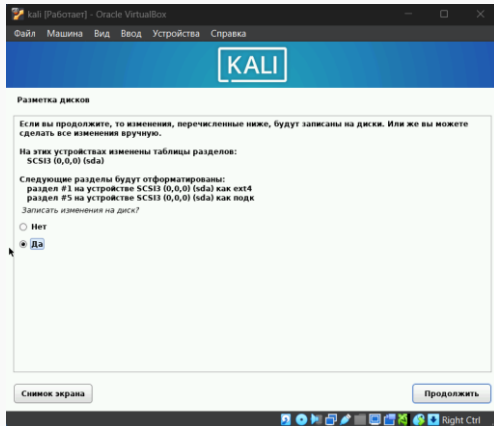 kali [Работает] - Oracle VirtualBox
Файл Машина Вид Ввод Устройства Справка
KALI
Разметка дисков
Если вы продолжите, то изменения, перечисленные ниже, будут записаны на диски. Или же вы можете
сделать все изменения вручную.
На этих устройствах изменены таблицы разделов:
SCSI3 (0,0,0) (sda)
Следующие разделы будут отформатированы:
раздел #1 на устройстве SCSI3 (0,0,0) (sda) как ext4
раздел #5 на устройстве SCSI3 (0,0,0) (sda) как подк
Записать изменения на диск?
Нет
Да
Снимок экрана Продолжить
Right Ctrl